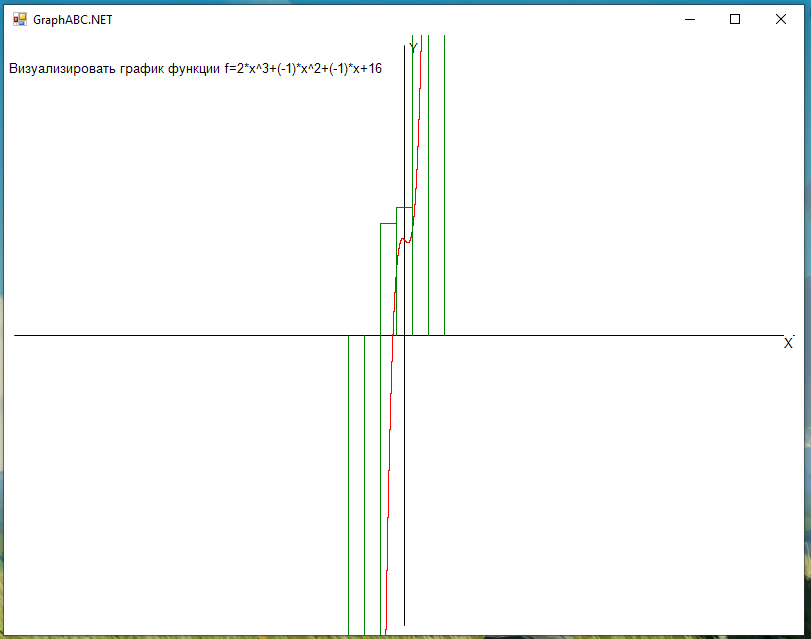 GraphABC.NET
Y
Визуализировать график функции f=2*x^3+(-1)*x^2+(-1)*x+16
X